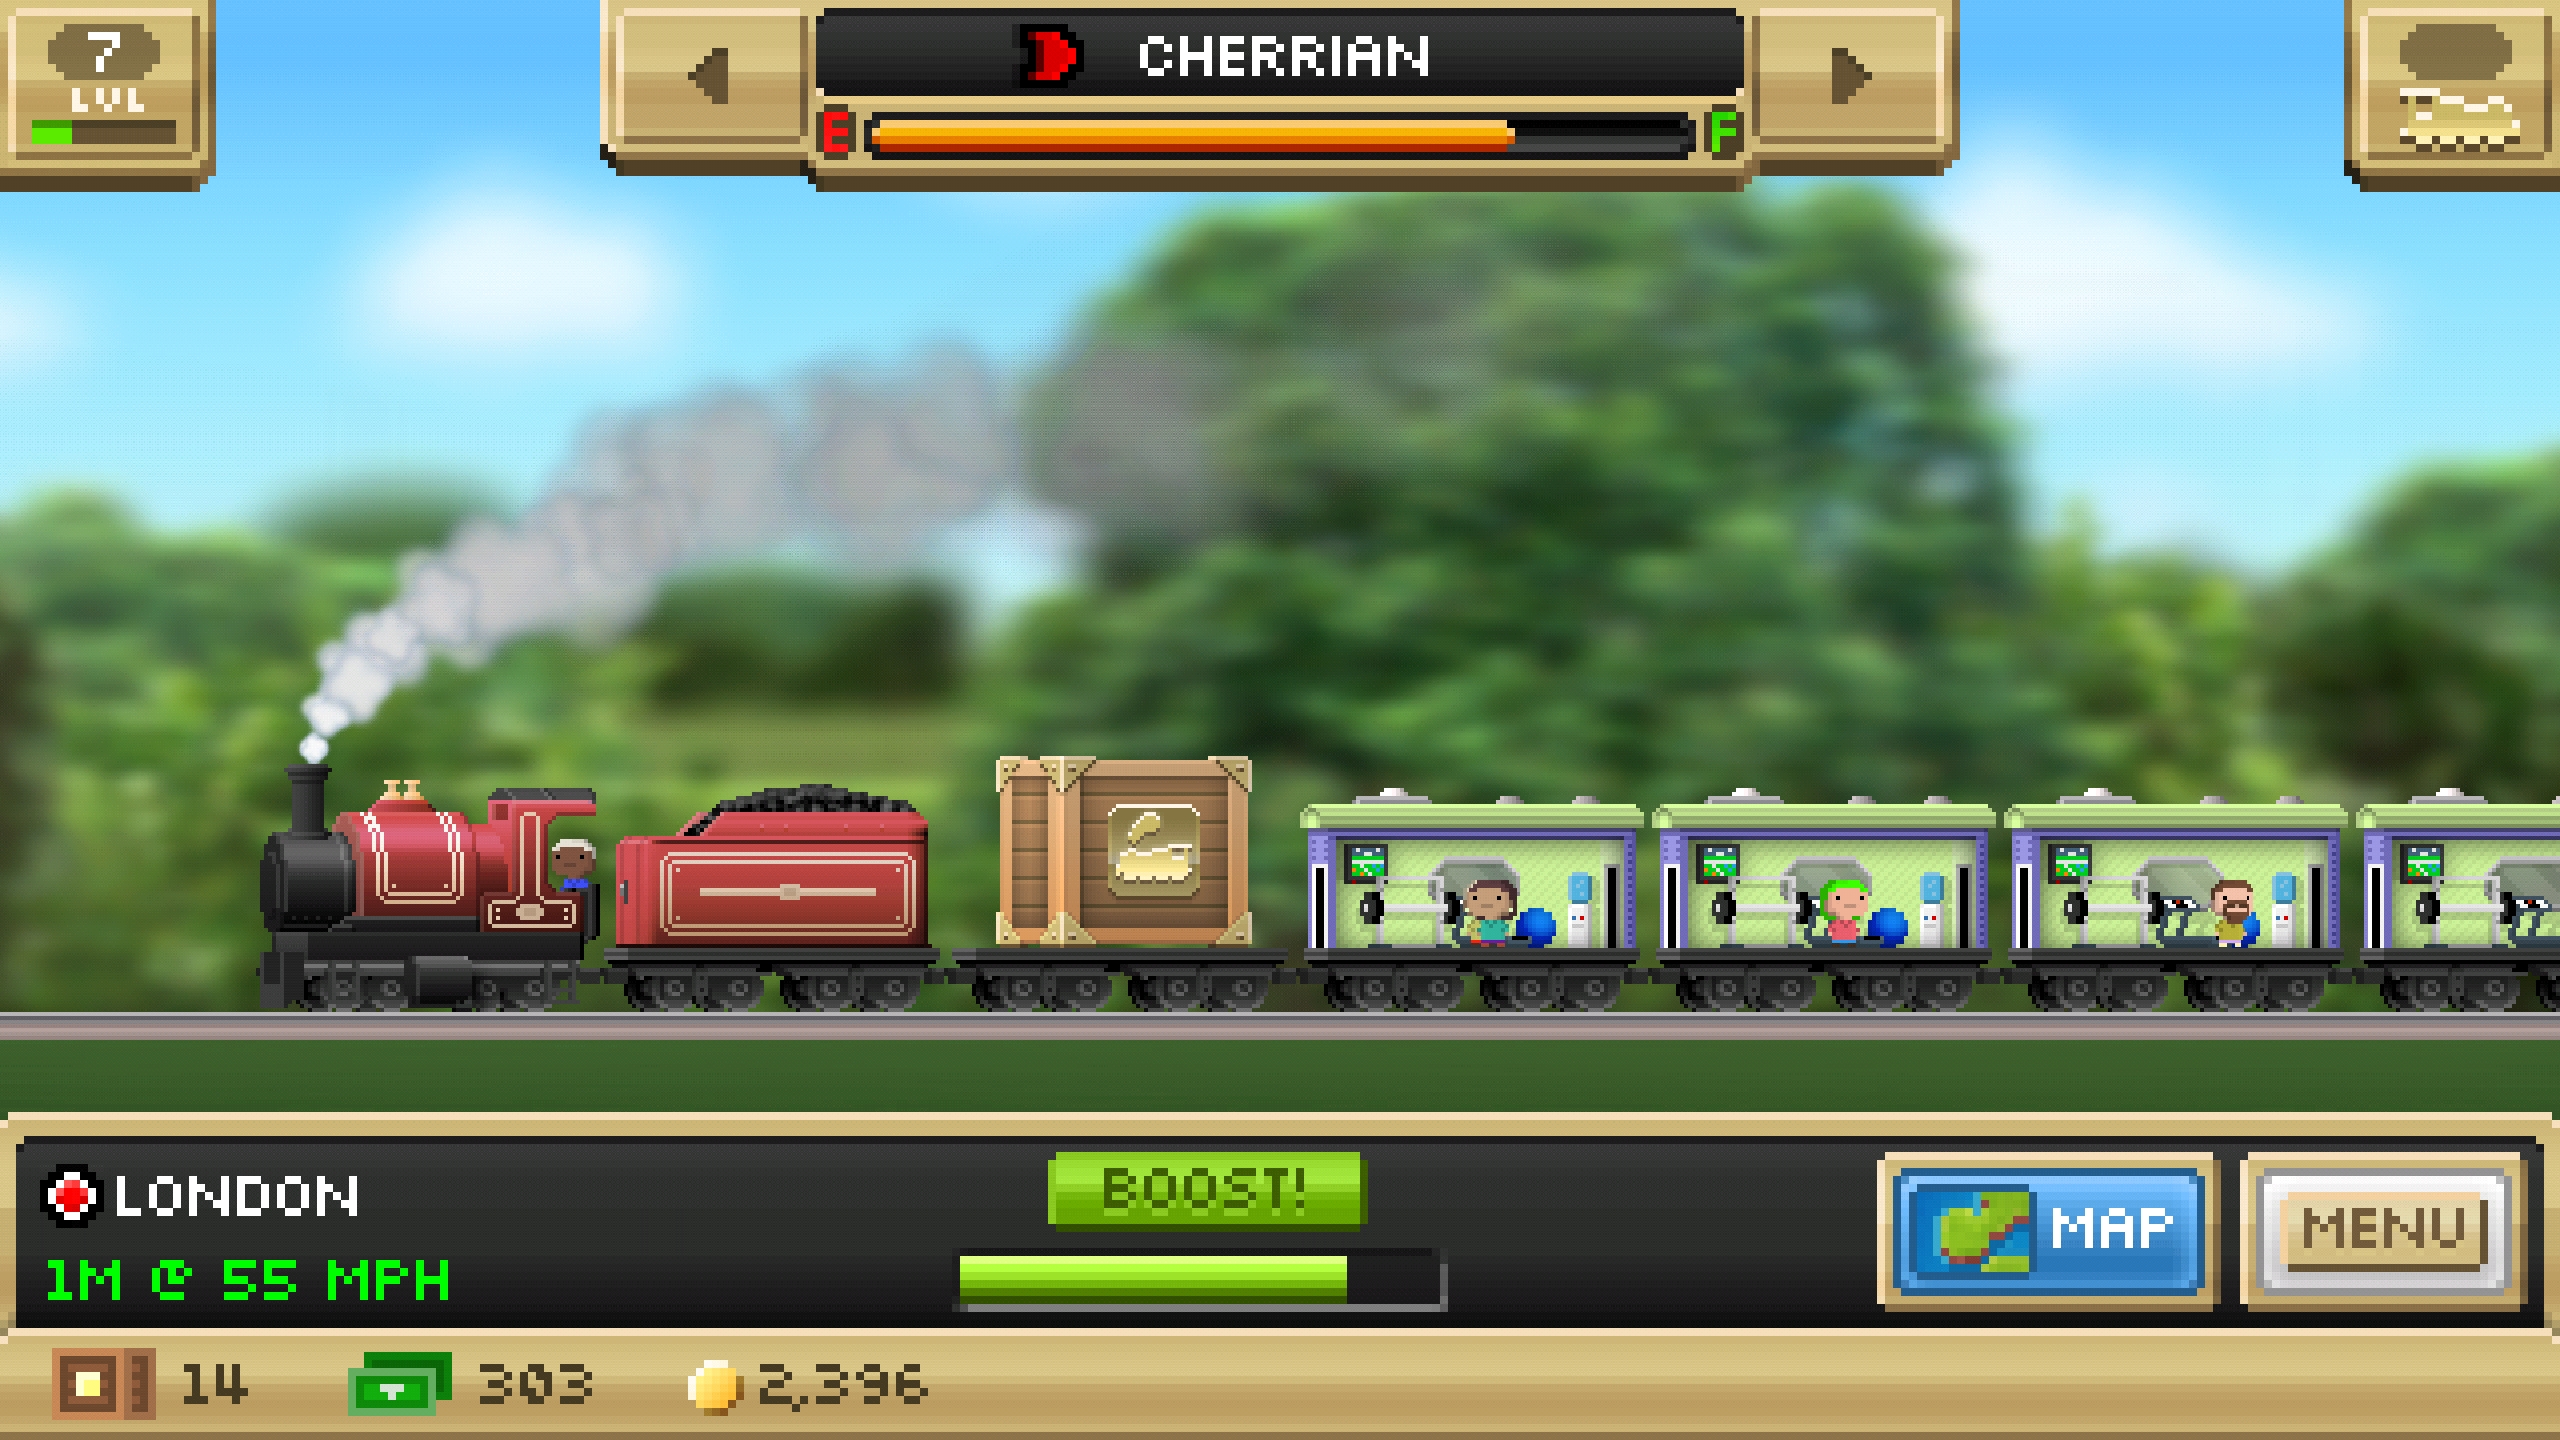 7
LVL
CHERRIAN
E F
LONDON
1M @ 55 MPH
BOOST!
MAP
MENU
14
303
2,396